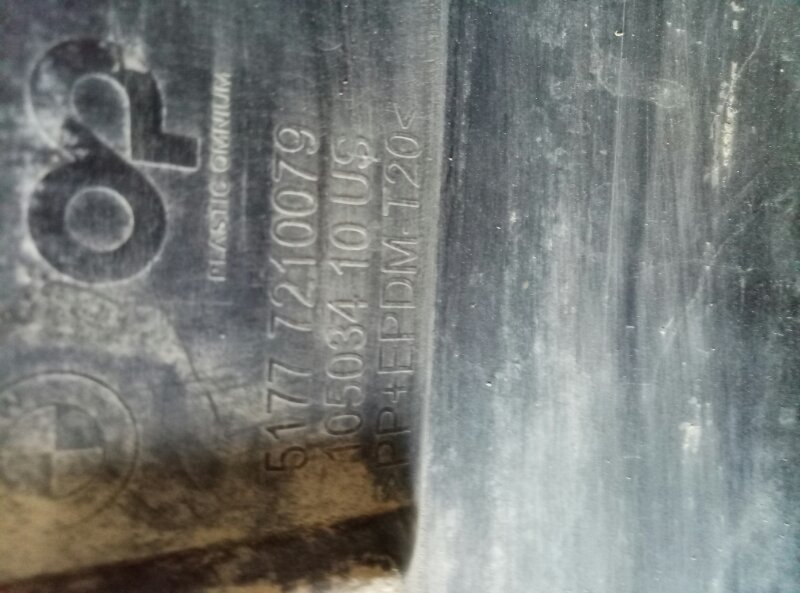 op
PLASTIC OMNIUM
5177 7210079
105034 10 US
>PP+EPDM-T20<